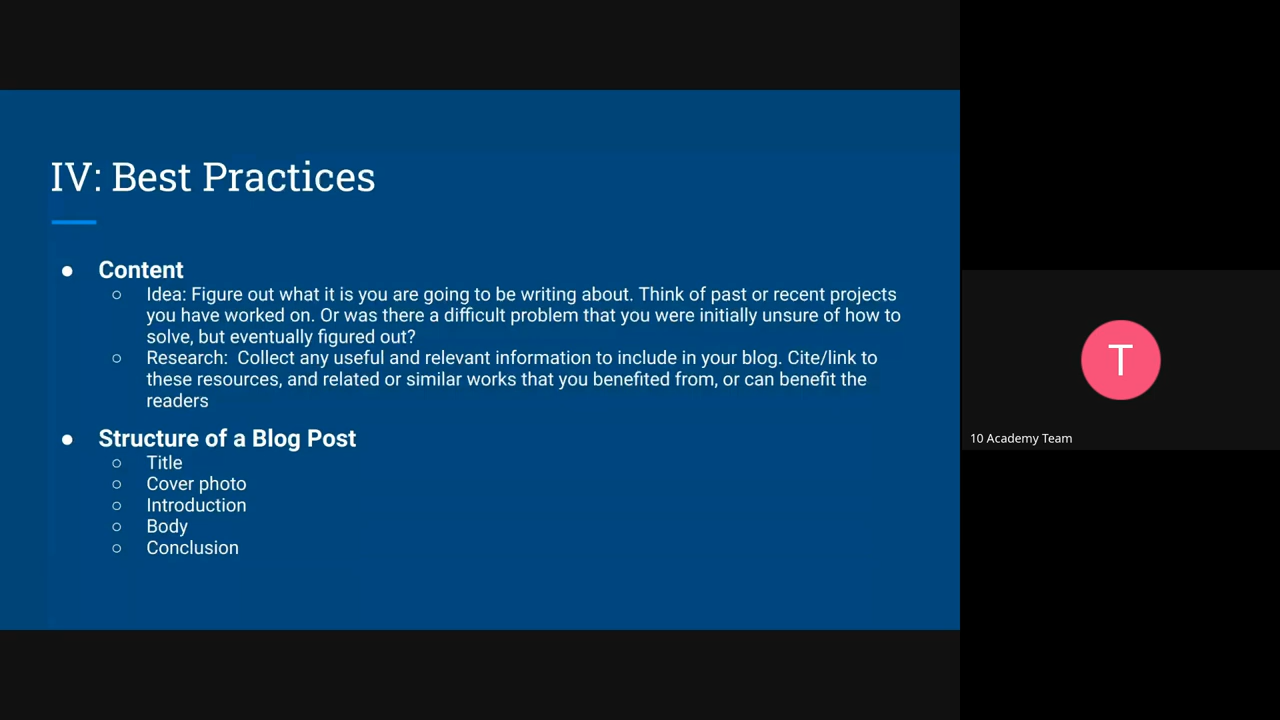 IV: Best Practices
● Content
○ Idea: Figure out what it is you are going to be writing about. Think of past or recent projects
you have worked on. Or was there a difficult problem that you were initially unsure of how to
solve, but eventually figured out?
○ Research:  Collect any useful and relevant information to include in your blog. Cite/link to
these resources, and related or similar works that you benefited from, or can benefit the
readers
● Structure of a Blog Post
○ Title
○ Cover photo
○ Introduction
○ Body
○ Conclusion
T
10 Academy Team